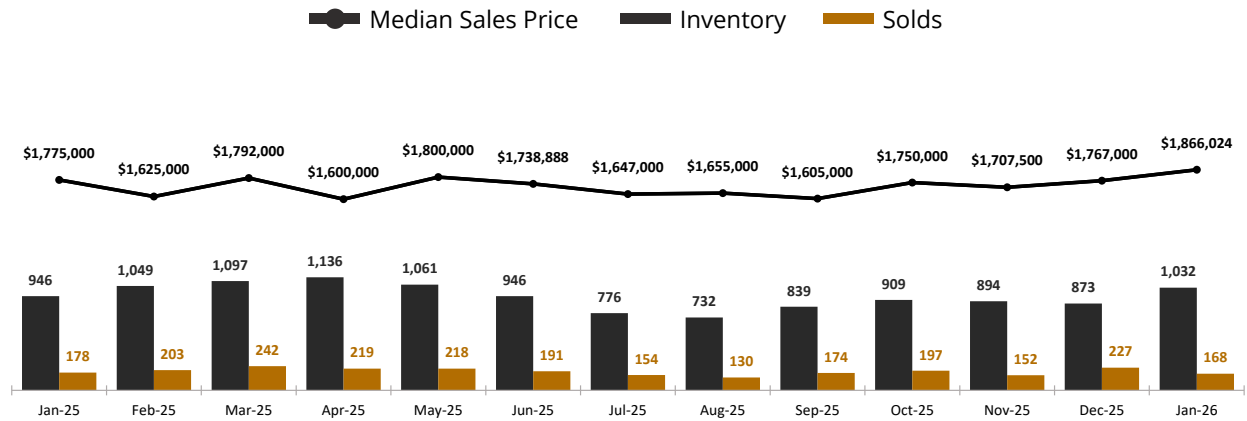 Median Sales Price Inventory Solds
$1,775,000 $1,625,000 $1,792,000 $1,600,000 $1,800,000 $1,738,888 $1,647,000 $1,655,000 $1,605,000 $1,750,000 $1,707,500 $1,767,000 $1,866,024
946 1,049 1,097 1,136 1,061 946 776 732 839 909 894 873 1,032
178 203 242 219 218 191 154 130 174 197 152 227 168
Jan-25 Feb-25 Mar-25 Apr-25 May-25 Jun-25 Jul-25 Aug-25 Sep-25 Oct-25 Nov-25 Dec-25 Jan-26